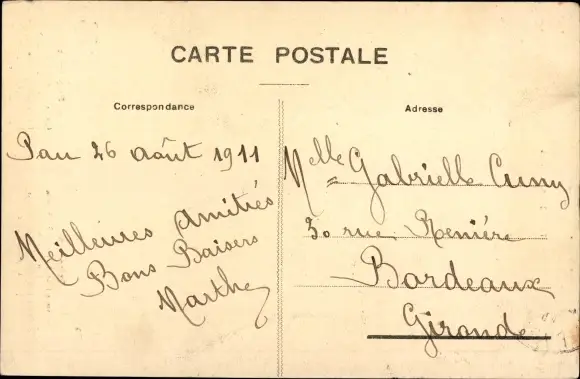 CARTE POSTALE
Correspondance
Adresse
Pau 26 août 1911
Meilleures Amitiés
Bons Baisers
Marthe
Melle Gabrielle Cuny
30 rue Renière
Bordeaux
Gironde